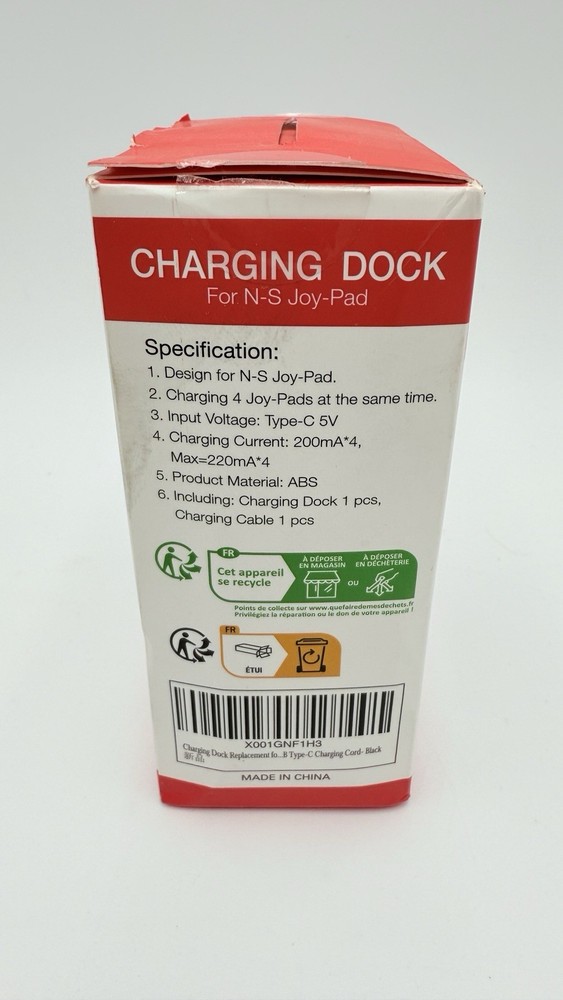 CHARGING DOCK
For N-S Joy-Pad
Specification:
1. Design for N-S Joy-Pad.
2. Charging 4 Joy-Pads at the same time.
3. Input Voltage: Type-C 5V
4. Charging Current: 200mA*4,
Max=220mA*4
5. Product Material: ABS
6. Including: Charging Dock 1 pcs,
Charging Cable 1 pcs
FR
Cet appareil
se recycle
À DÉPOSER
EN MAGASIN
OU
À DÉPOSER
EN DÉCHÈTERIE
Points de collecte sur www.quefairedemesdechets.fr
Privilégiez la réparation ou le don de votre appareil !
FR
ÉTUI
X001GNF1H3
Charging Dock Replacement fo...B Type-C Charging Cord- Black
新品
MADE IN CHINA